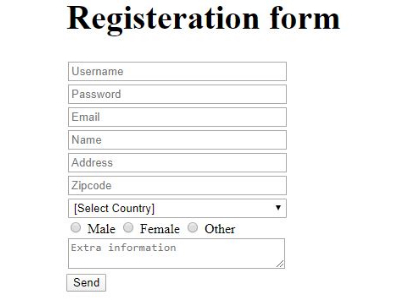 Registeration form
Username
Password
Email
Name
Address
Zipcode
[Select Country]
Male Female Other
Extra information
Send